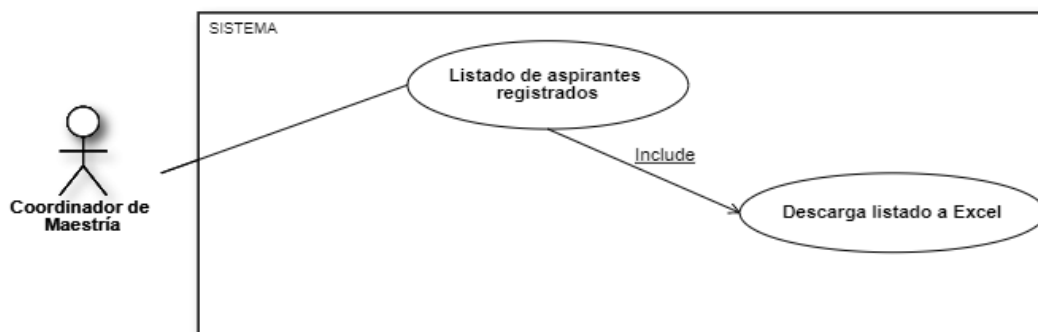 SISTEMA
Listado de aspirantes
registrados
Include
Coordinador de
Maestría
Descarga listado a Excel